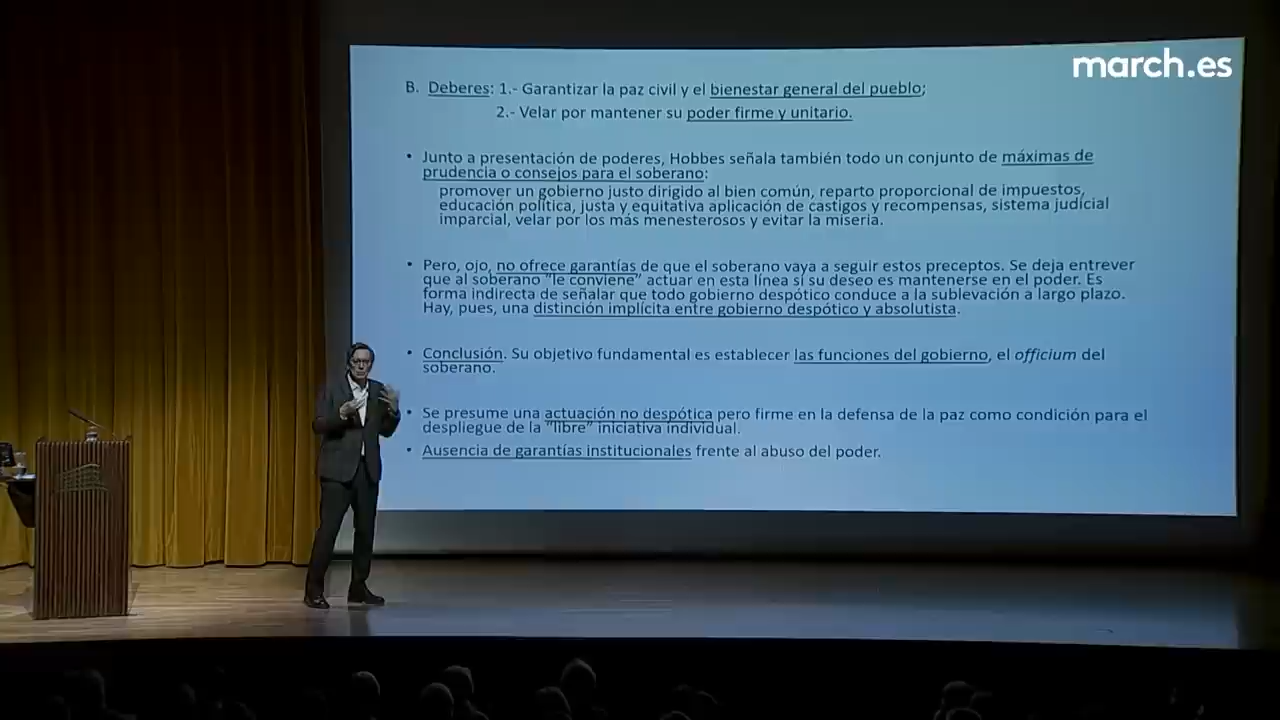 march.es
B. Deberes: 1.- Garantizar la paz civil y el bienestar general del pueblo;
2.- Velar por mantener su poder firme y unitario.
• Junto a presentación de poderes, Hobbes señala también todo un conjunto de máximas de
prudencia o consejos para el soberano:
promover un gobierno justo dirigido al bien común, reparto proporcional de impuestos,
educación política, justa y equitativa aplicación de castigos y recompensas, sistema judicial
imparcial, velar por los más menesterosos y evitar la miseria.
• Pero, ojo, no ofrece garantías de que el soberano vaya a seguir estos preceptos. Se deja entrever
que al soberano "le conviene" actuar en esta línea si su deseo es mantenerse en el poder. Es
forma indirecta de señalar que todo gobierno despótico conduce a la sublevación a largo plazo.
Hay, pues, una distinción implícita entre gobierno despótico y absolutista.
• Conclusión. Su objetivo fundamental es establecer las funciones del gobierno, el officium del
soberano.
• Se presume una actuación no despótica pero firme en la defensa de la paz como condición para el
despliegue de la "libre" iniciativa individual.
• Ausencia de garantías institucionales frente al abuso del poder.